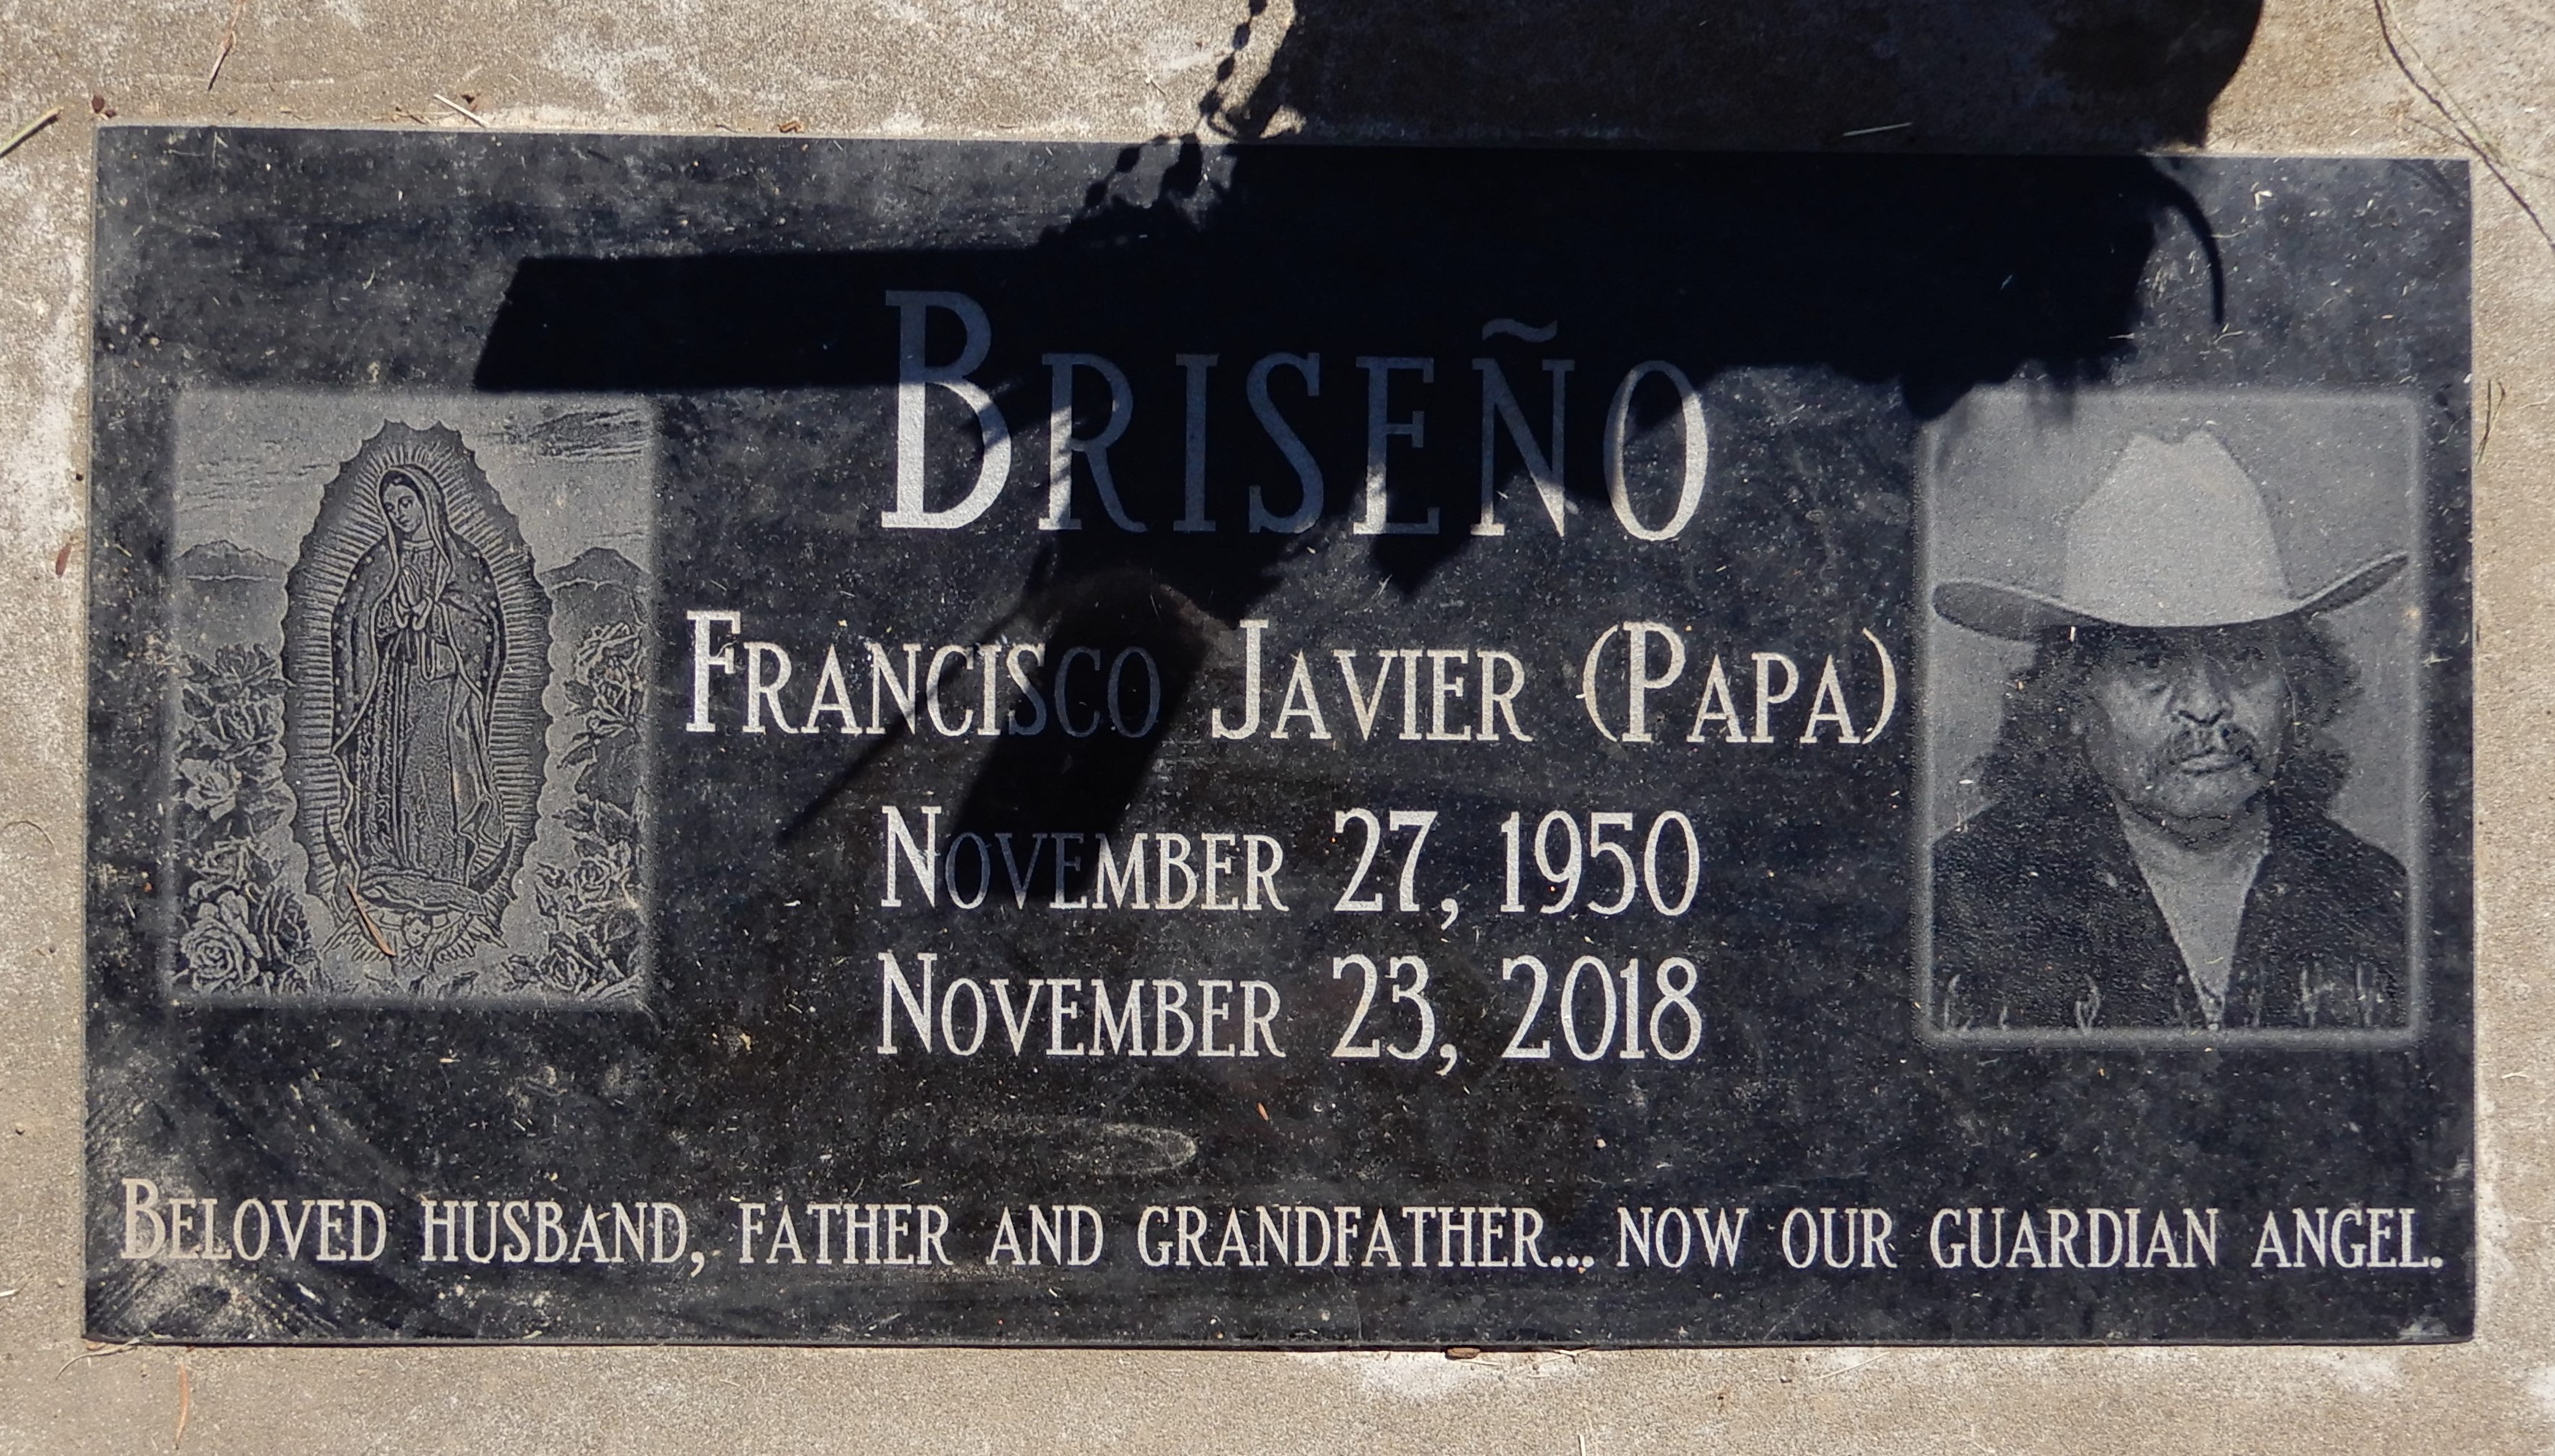 BRISEÑO
FRANCISCO JAVIER (PAPA)
NOVEMBER 27, 1950
NOVEMBER 23, 2018
BELOVED HUSBAND, FATHER AND GRANDFATHER... NOW OUR GUARDIAN ANGEL.